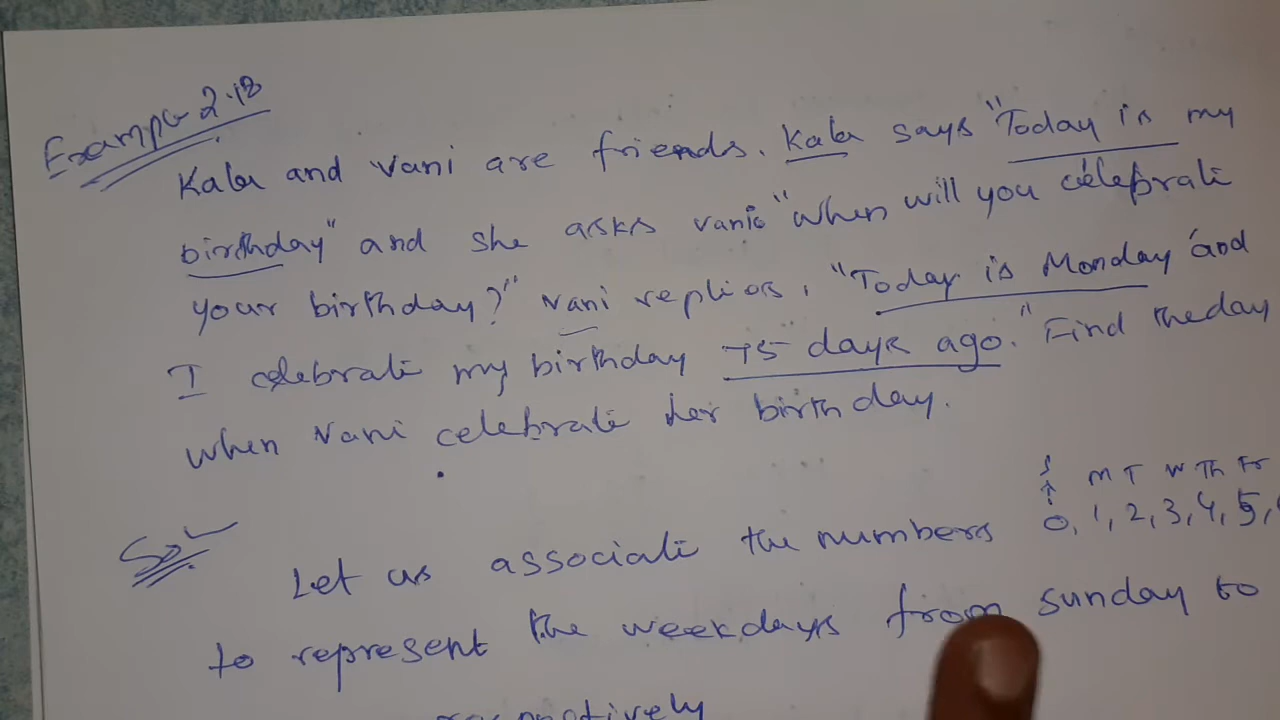 Example 2.18
Kala and Vani are friends. Kala says "Today is my
birthday" and she asks Vani "when will you celebrate
your birthday?" Vani replies, "Today is Monday and
I celebrate my birthday 75 days ago." Find the day
when Vani celebrate her birthday.
S M T W Th Fr
Sol Let us associate the numbers 0, 1, 2, 3, 4, 5,
to represent the weekdays from Sunday to
respectively